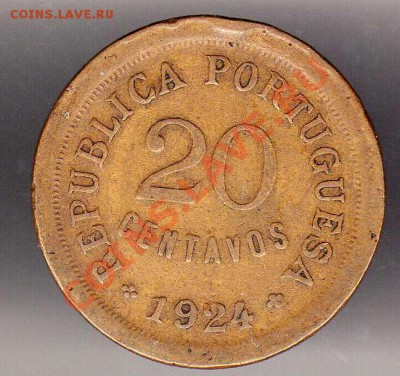 COINS.LAVE.RU
REPUBLICA PORTUGUESA
20
CENTAVOS
1924
COINS.LAVE.RU